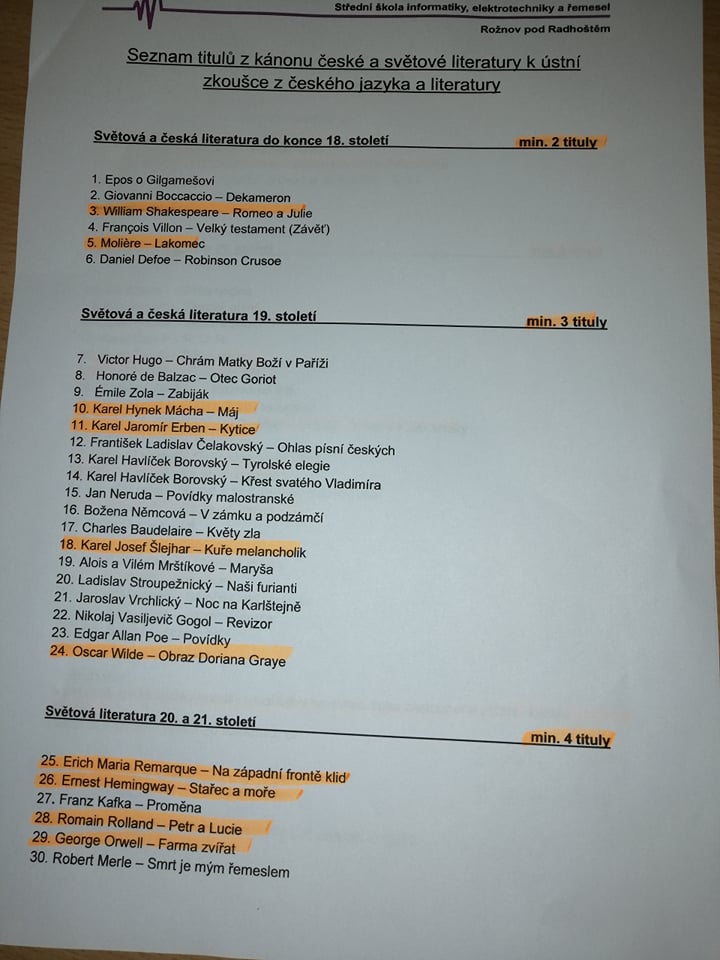 Střední škola informatiky, elektrotechniky a řemesel
Rožnov pod Radhoštěm
Seznam titulů z kánonu české a světové literatury k ústní
zkoušce z českého jazyka a literatury
Světová a česká literatura do konce 18. století min. 2 tituly
1. Epos o Gilgamešovi
2. Giovanni Boccaccio – Dekameron
3. William Shakespeare – Romeo a Julie
4. François Villon – Velký testament (Závěť)
5. Molière – Lakomec
6. Daniel Defoe – Robinson Crusoe
Světová a česká literatura 19. století min. 3 tituly
7. Victor Hugo – Chrám Matky Boží v Paříži
8. Honoré de Balzac – Otec Goriot
9. Émile Zola – Zabiják
10. Karel Hynek Mácha – Máj
11. Karel Jaromír Erben – Kytice
12. František Ladislav Čelakovský – Ohlas písní českých
13. Karel Havlíček Borovský – Tyrolské elegie
14. Karel Havlíček Borovský – Křest svatého Vladimíra
15. Jan Neruda – Povídky malostranské
16. Božena Němcová – V zámku a podzámčí
17. Charles Baudelaire – Květy zla
18. Karel Josef Šlejhar – Kuře melancholik
19. Alois a Vilém Mrštíkové – Maryša
20. Ladislav Stroupežnický – Naši furianti
21. Jaroslav Vrchlický – Noc na Karlštejně
22. Nikolaj Vasiljevič Gogol – Revizor
23. Edgar Allan Poe – Povídky
24. Oscar Wilde – Obraz Doriana Graye
Světová literatura 20. a 21. století min. 4 tituly
25. Erich Maria Remarque – Na západní frontě klid
26. Ernest Hemingway – Stařec a moře
27. Franz Kafka – Proměna
28. Romain Rolland – Petr a Lucie
29. George Orwell – Farma zvířat
30. Robert Merle – Smrt je mým řemeslem